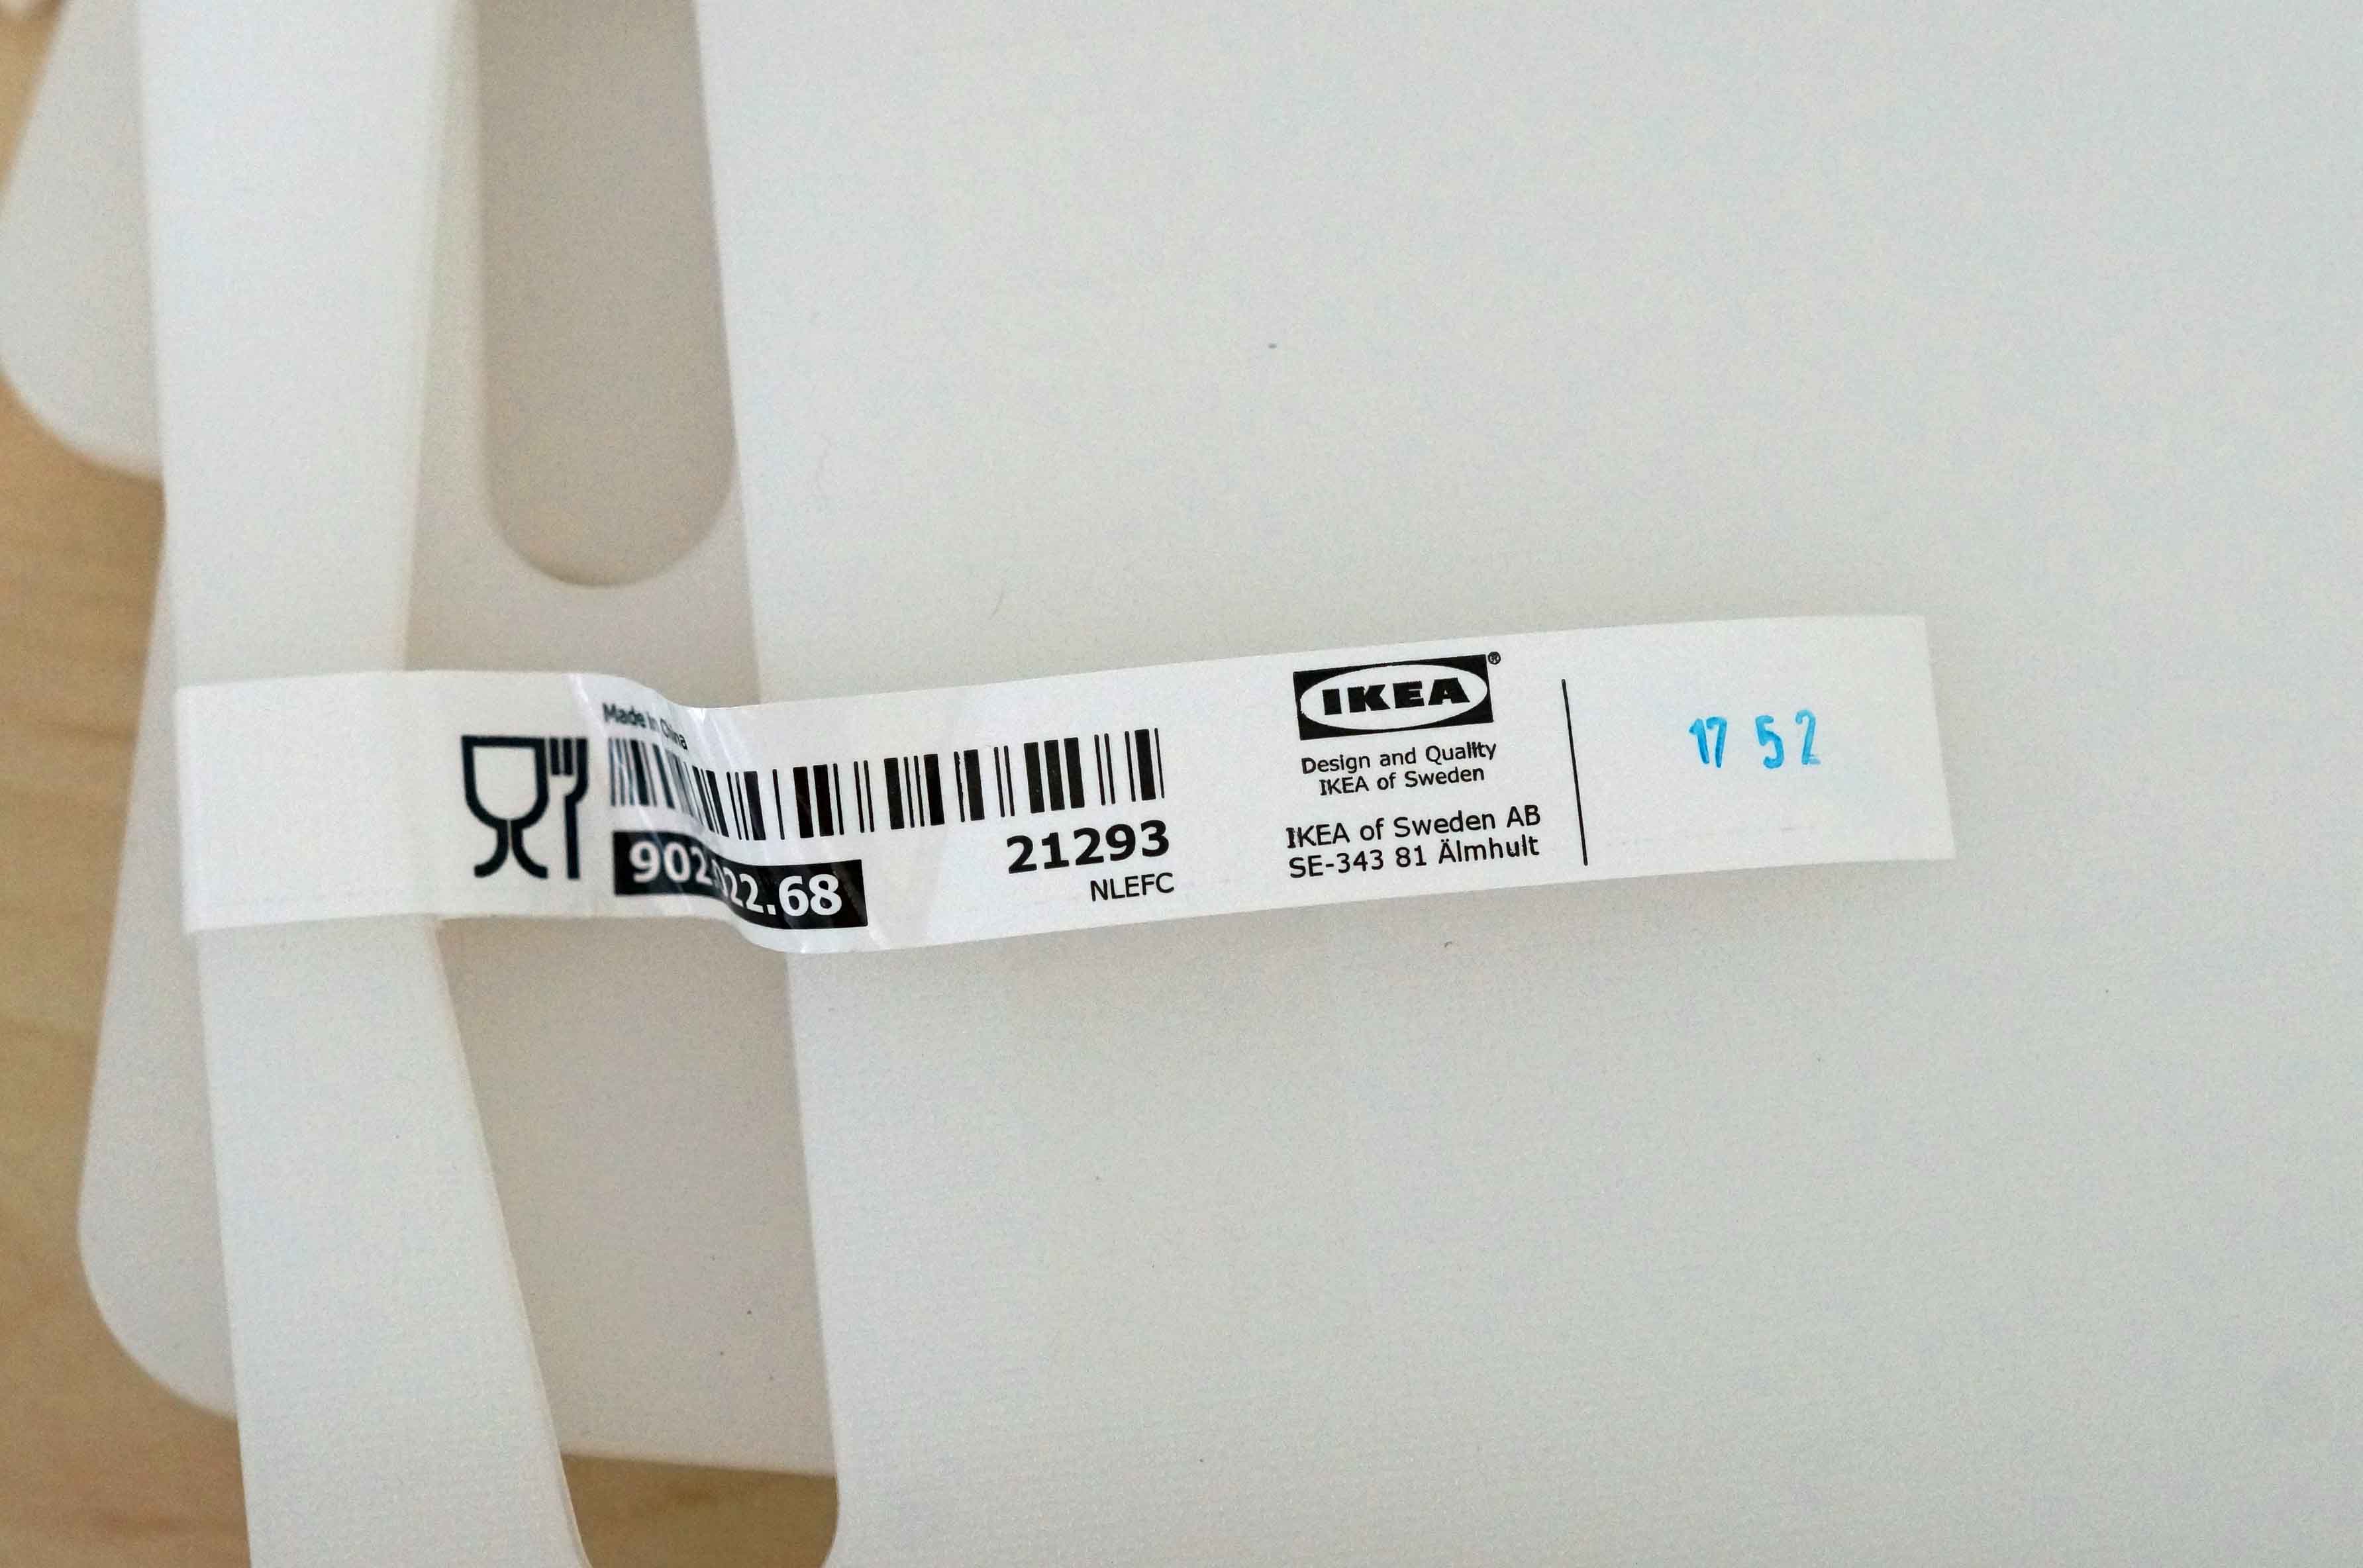 Made in China
902.022.68
21293
NLEFC
IKEA®
Design and Quality
IKEA of Sweden
IKEA of Sweden AB
SE-343 81 Älmhult
17 52